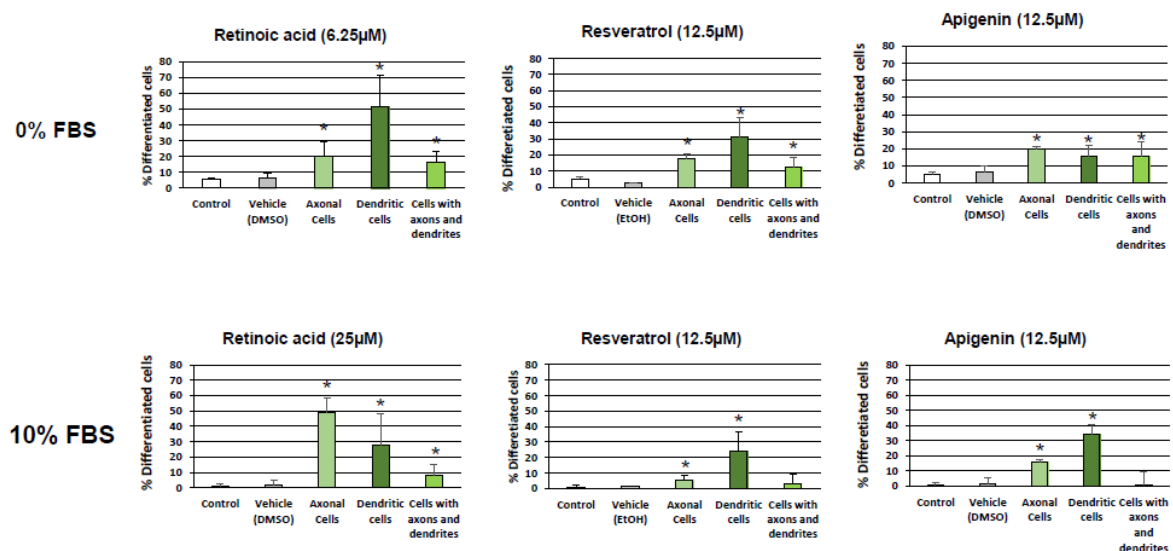 Retinoic acid (6.25µM)
Resveratrol (12.5µM)
Apigenin (12.5µM)
0% FBS
% Differentiated cells
80
70
60
50
40
30
20
10
0
*
*
*
Control
Vehicle
(DMSO)
Axonal
Cells
Dendritic
cells
Cells with
axons and
dendrites
% Differetiated cells
80
70
60
50
40
30
20
10
0
*
*
*
Control
Vehicle
(EtOH)
Axonal
Cells
Dendritic
cells
Cells with
axons and
dendrites
% Differetiated cells
80
70
60
50
40
30
20
10
0
*
*
*
Control
Vehicle
(DMSO)
Axonal
Cells
Dendritic
cells
Cells with
axons
and
dendrites
Retinoic acid (25µM)
Resveratrol (12.5µM)
Apigenin (12.5µM)
10% FBS
% Differentiated cells
80
70
60
50
40
30
20
10
0
*
*
*
Control
Vehicle
(DMSO)
Axonal
Cells
Dendritic
cells
Cells with
axons and
dendrites
% Differentiated cells
80
70
60
50
40
30
20
10
0
*
*
Control
Vehicle
(EtOH)
Axonal
Cells
Dendritic
cells
Cells with
axons and
dendrites
% Differentiated cells
80
70
60
50
40
30
20
10
0
*
*
Control
Vehicle
(DMSO)
Axonal
Cells
Dendritic
cells
Cells with
axons
and
dendrites